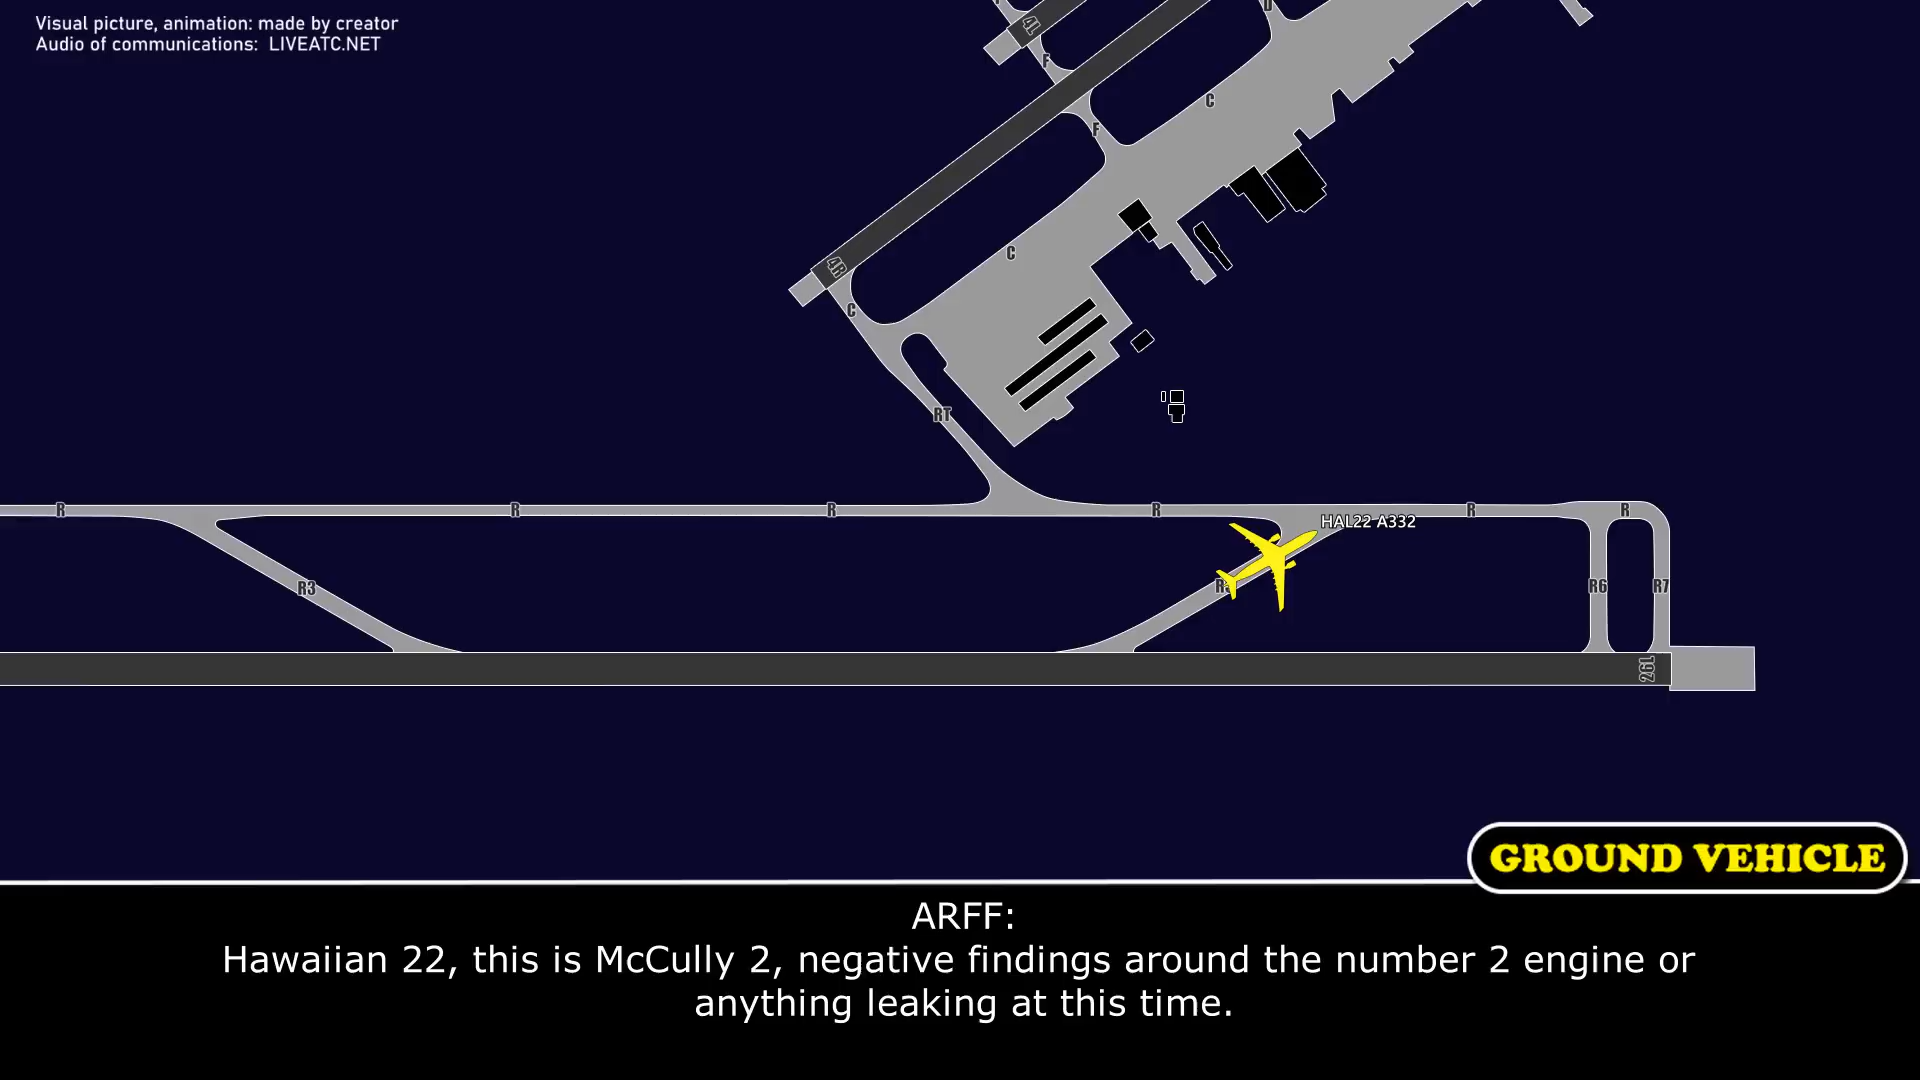 Visual picture, animation: made by creator
Audio of communications: LIVEATC.NET
4L
D
F
C
F
C
4R
C
RT
R
R
R
R
R
R
HAL22 A332
R3
R6
R7
26L
GROUND VEHICLE
ARFF:
Hawaiian 22, this is McCully 2, negative findings around the number 2 engine or
anything leaking at this time.